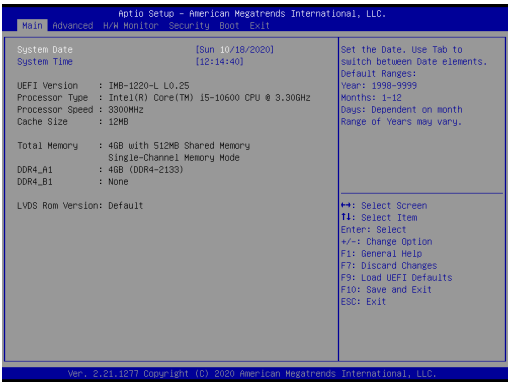 Aptio Setup – American Megatrends International, LLC.
Main Advanced H/W Monitor Security Boot Exit
System Date [Sun 10/18/2020]
System Time [12:14:40]
UEFI Version : IMB-1220-L L0.25
Processor Type : Intel(R) Core(TM) i5-10600 CPU @ 3.30GHz
Processor Speed : 3300MHz
Cache Size : 12MB
Total Memory : 4GB with 512MB Shared Memory
Single-Channel Memory Mode
DDR4_A1 : 4GB (DDR4-2133)
DDR4_B1 : None
LVDS Rom Version: Default
Set the Date. Use Tab to
switch between Date elements.
Default Ranges:
Year: 1998-9999
Months: 1-12
Days: Dependent on month
Range of Years may vary.
↔: Select Screen
↑↓: Select Item
Enter: Select
+/-: Change Option
F1: General Help
F7: Discard Changes
F9: Load UEFI Defaults
F10: Save and Exit
ESC: Exit
Ver. 2.21.1277 Copyright (C) 2020 American Megatrends International, LLC.